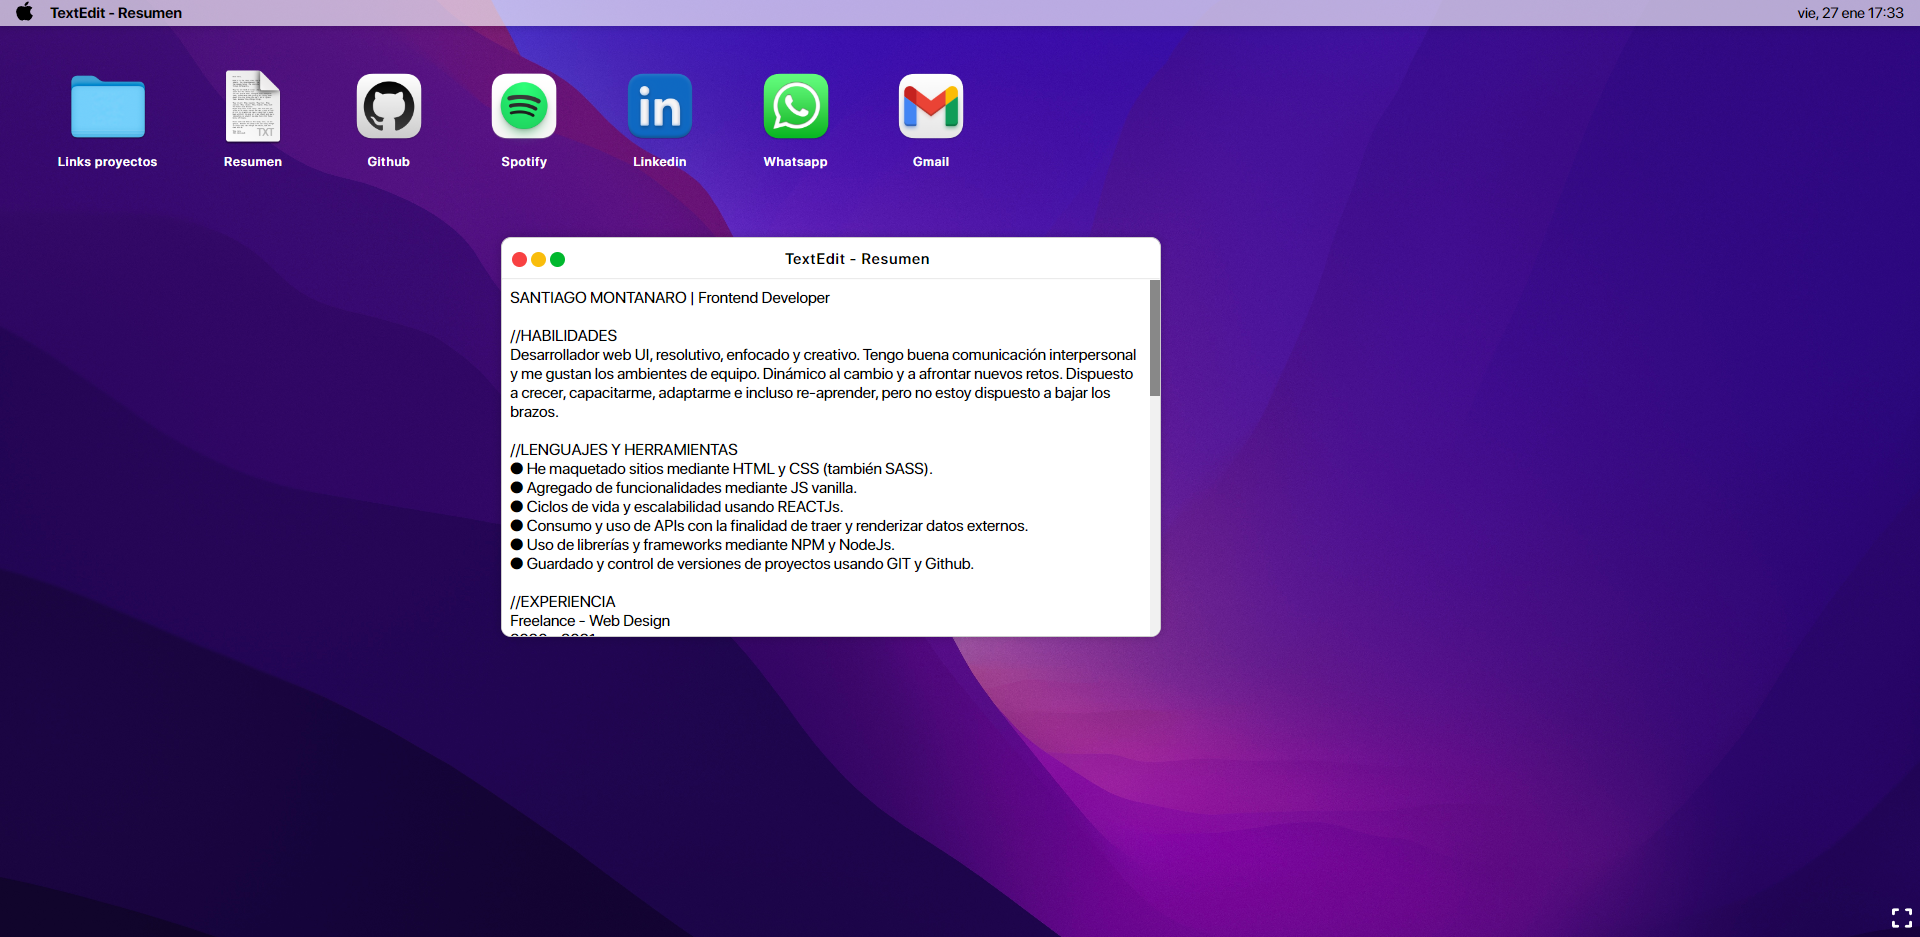 TextEdit - Resumen
vie, 27 ene 17:33
TXT
Links proyectos
Resumen
Github
Spotify
Linkedin
Whatsapp
Gmail
TextEdit - Resumen
SANTIAGO MONTANARO | Frontend Developer
//HABILIDADES
Desarrollador web UI, resolutivo, enfocado y creativo. Tengo buena comunicación interpersonal
y me gustan los ambientes de equipo. Dinámico al cambio y a afrontar nuevos retos. Dispuesto
a crecer, capacitarme, adaptarme e incluso re-aprender, pero no estoy dispuesto a bajar los
brazos.
//LENGUAJES Y HERRAMIENTAS
● He maquetado sitios mediante HTML y CSS (también SASS).
● Agregado de funcionalidades mediante JS vanilla.
● Ciclos de vida y escalabilidad usando REACTJs.
● Consumo y uso de APIs con la finalidad de traer y renderizar datos externos.
● Uso de librerías y frameworks mediante NPM y NodeJs.
● Guardado y control de versiones de proyectos usando GIT y Github.
//EXPERIENCIA
Freelance - Web Design